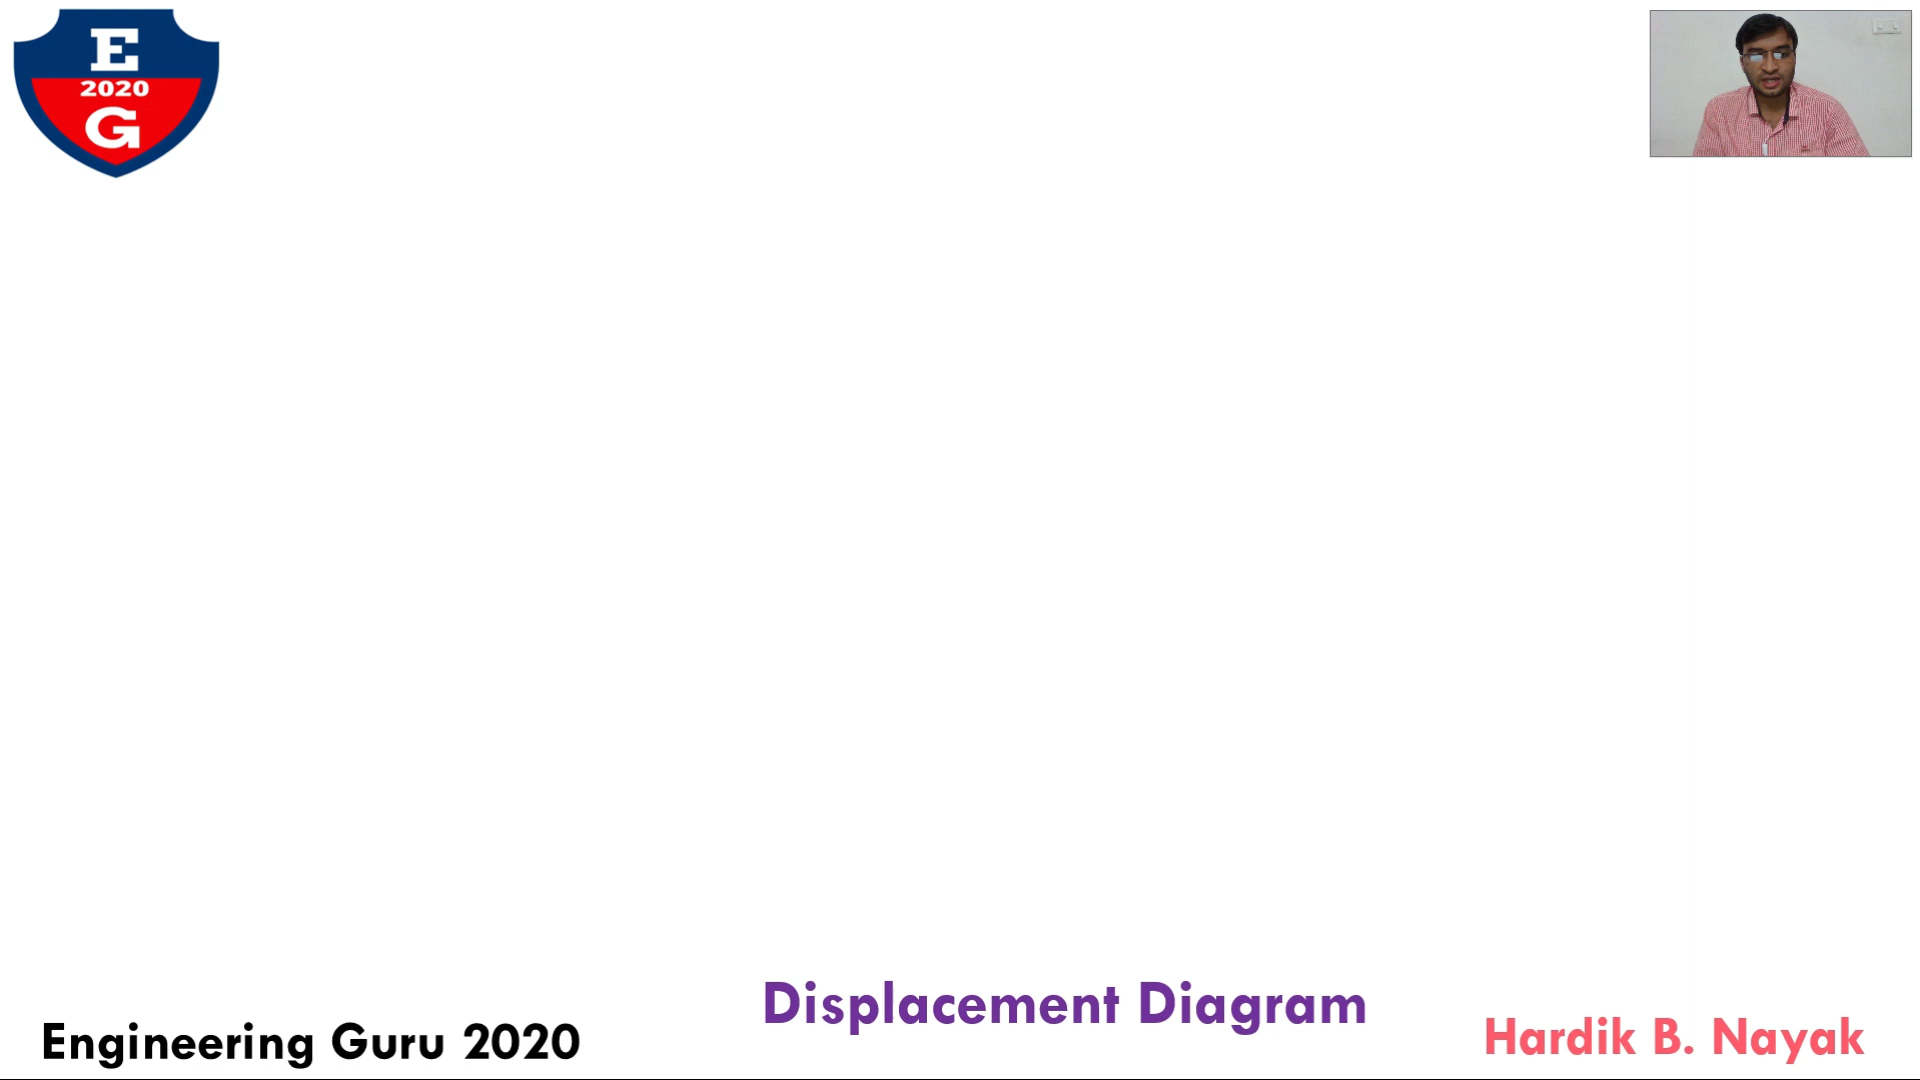 E
2020
G
Displacement Diagram
Engineering Guru 2020
Hardik B. Nayak